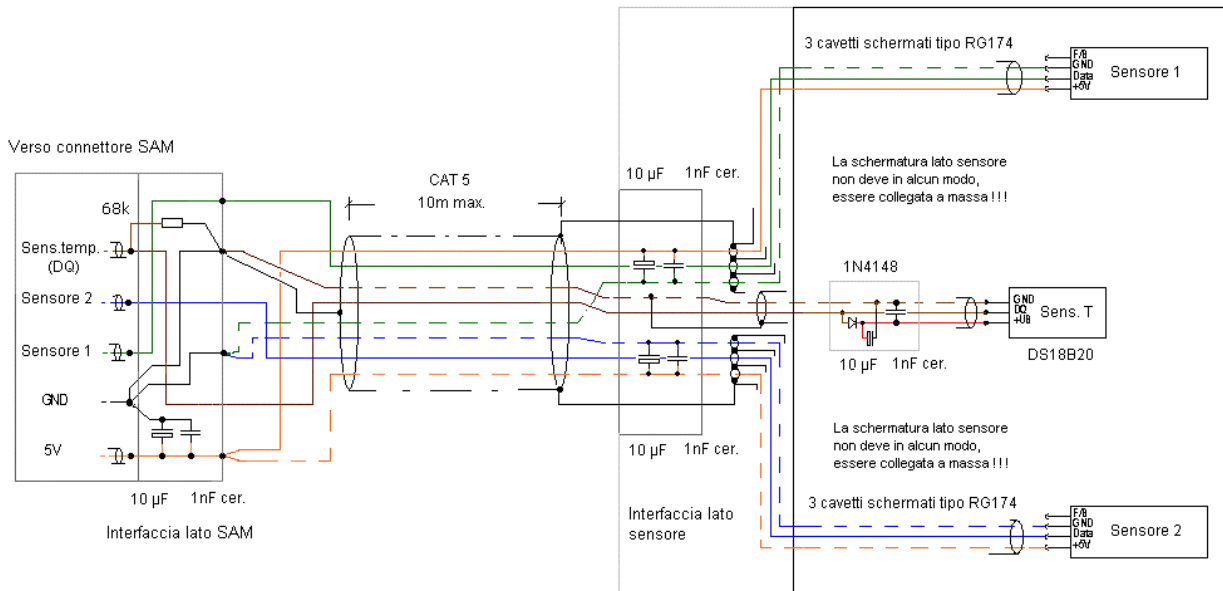 3 cavetti schermati tipo RG174
F/B
GND
Data
+5V
Sensore 1
Verso connettore SAM
68k
Sens.temp.
(DQ)
Sensore 2
Sensore 1
GND
5V
10 µF
1nF cer.
Interfaccia lato SAM
CAT 5
10m max.
10 µF
1nF cer.
La schermatura lato sensore
non deve in alcun modo,
essere collegata a massa !!!
1N4148
10 µF
1nF cer.
GND
DQ
+UB
Sens. T
DS18B20
10 µF
1nF cer.
La schermatura lato sensore
non deve in alcun modo,
essere collegata a massa !!!
Interfaccia lato
sensore
3 cavetti schermati tipo RG174
F/B
GND
Data
+5V
Sensore 2